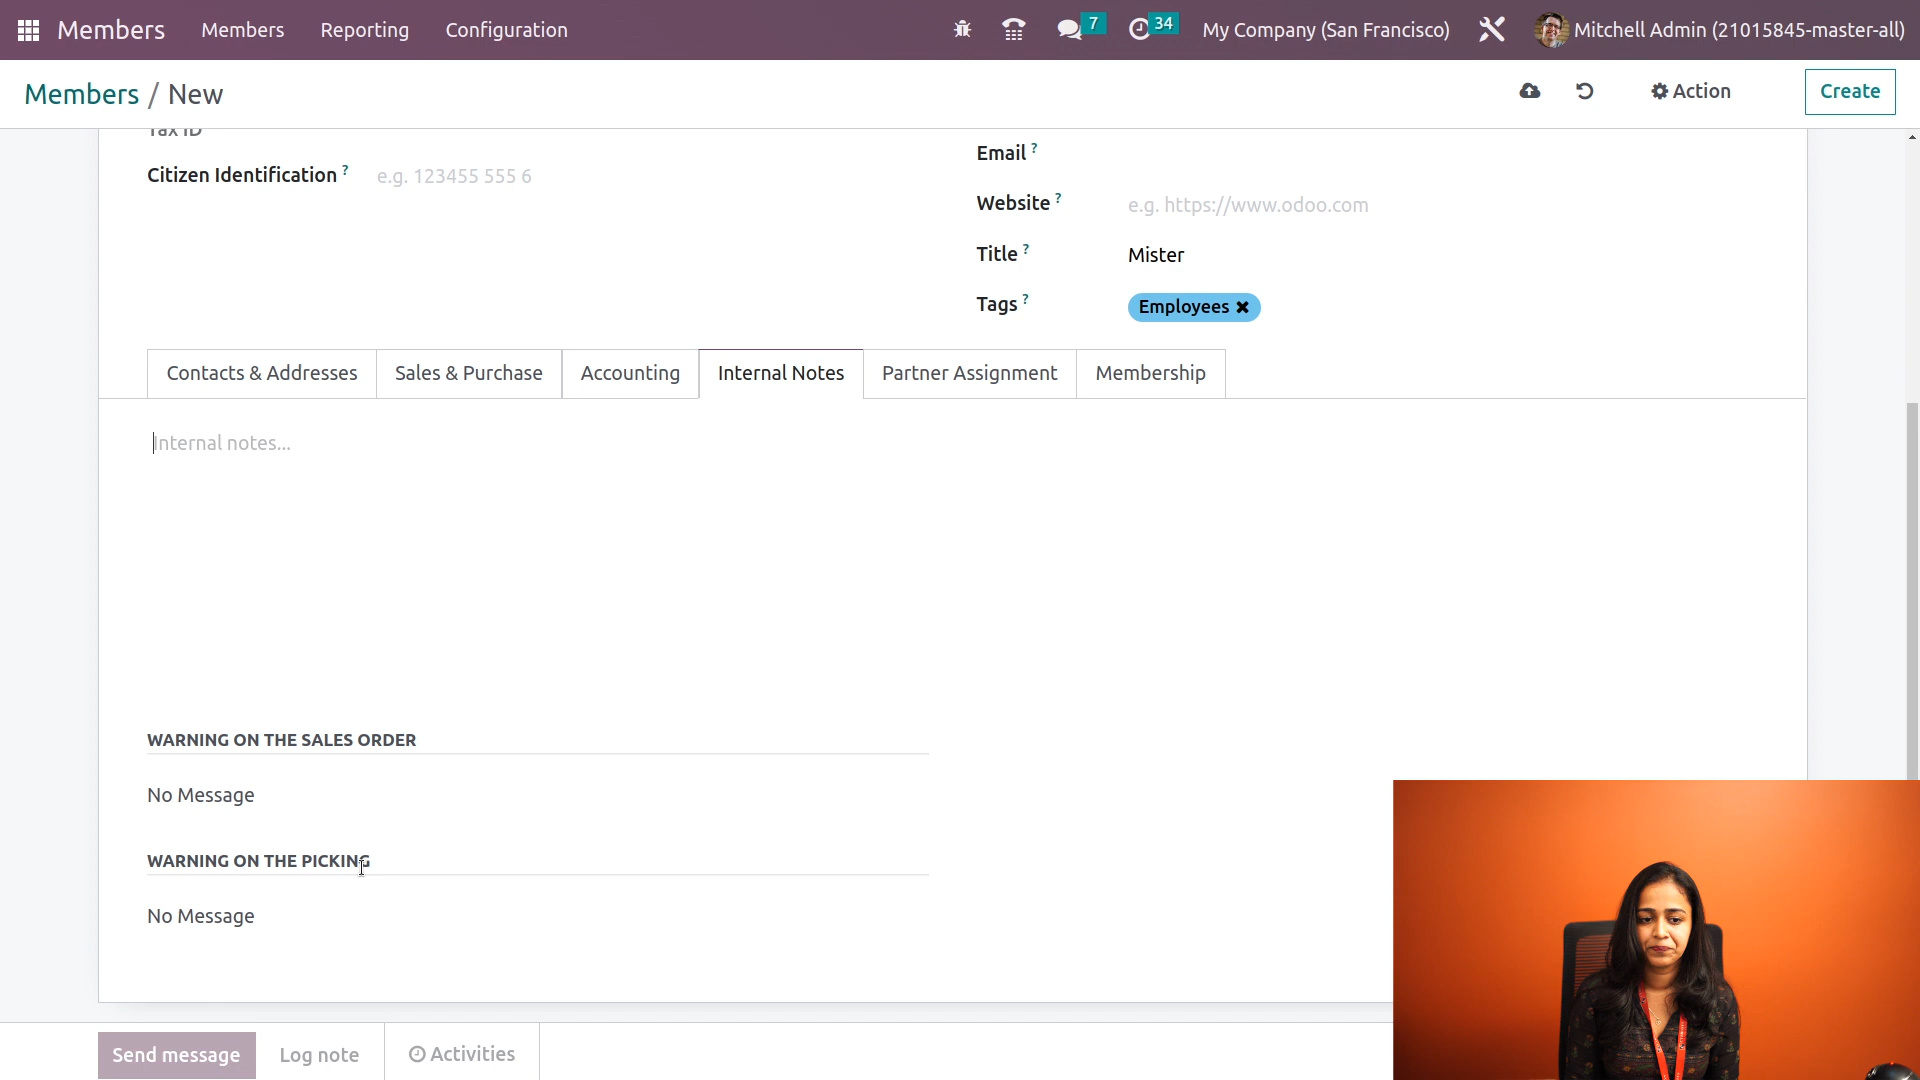 Members Members Reporting Configuration 7 34 My Company (San Francisco) Mitchell Admin (21015845-master-all)
Members / New Action Create
Tax ID
Email ?
Citizen Identification ? e.g. 123455 555 6
Website ? e.g. https://www.odoo.com
Title ? Mister
Tags ? Employees
Contacts & Addresses Sales & Purchase Accounting Internal Notes Partner Assignment Membership
Internal notes...
WARNING ON THE SALES ORDER
No Message
WARNING ON THE PICKING
No Message
Send message Log note Activities